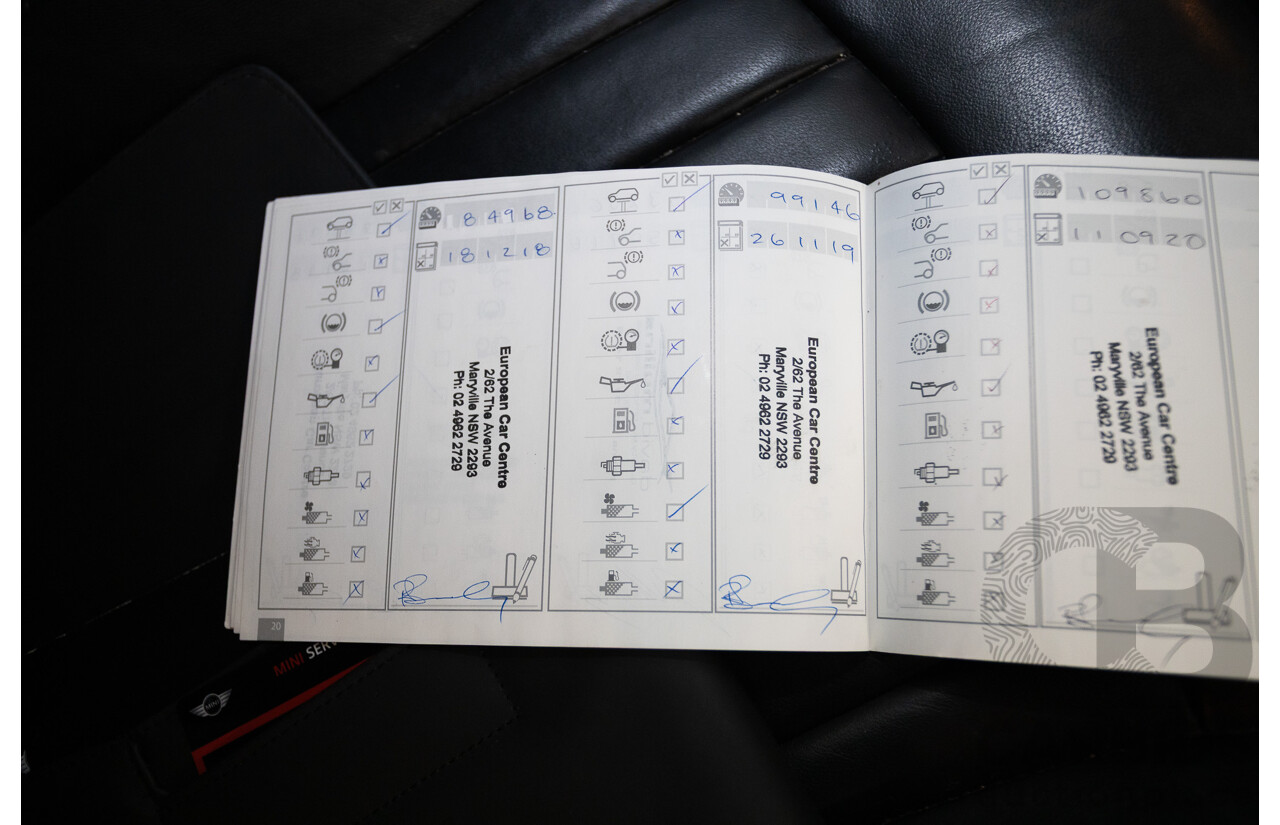 84968
181218
European Car Centre
2/62 The Avenue
Maryville NSW 2293
Ph: 02 4962 2729
20
99146
261119
European Car Centre
2/62 The Avenue
Maryville NSW 2293
Ph: 02 4962 2729
109860
110920
European Car Centre
2/62 The Avenue
Maryville NSW 2293
Ph: 02 4962 2729
MINI SERV
MINI